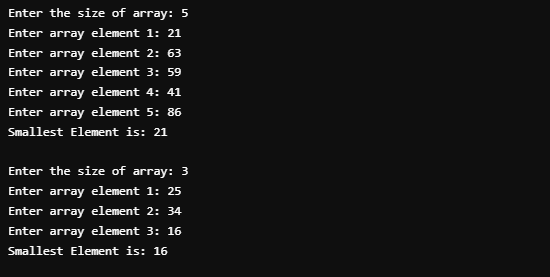 Enter the size of array: 5
Enter array element 1: 21
Enter array element 2: 63
Enter array element 3: 59
Enter array element 4: 41
Enter array element 5: 86
Smallest Element is: 21

Enter the size of array: 3
Enter array element 1: 25
Enter array element 2: 34
Enter array element 3: 16
Smallest Element is: 16